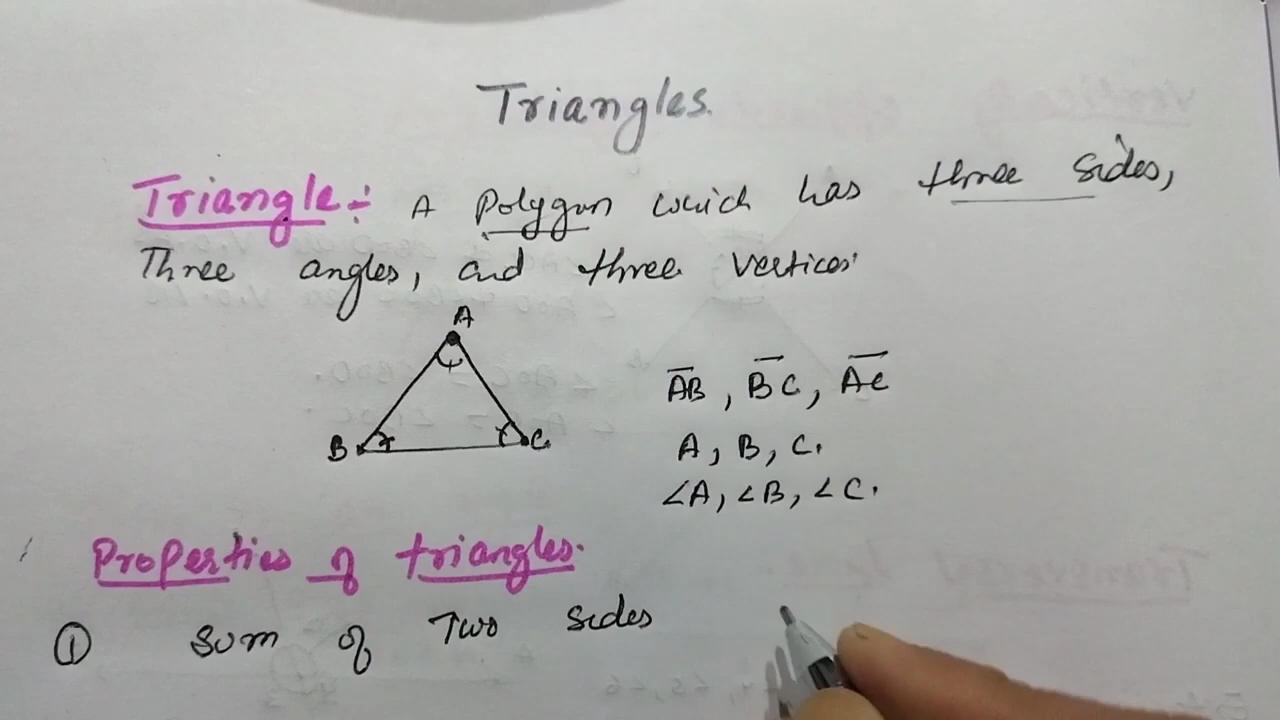 Triangles.
Triangle:- A Polygon which has three sides,
Three angles, and three vertices.
A
B
C
AB, BC, AC
A, B, C.
∠A, ∠B, ∠C.
Properties of triangles.
① Sum of Two sides